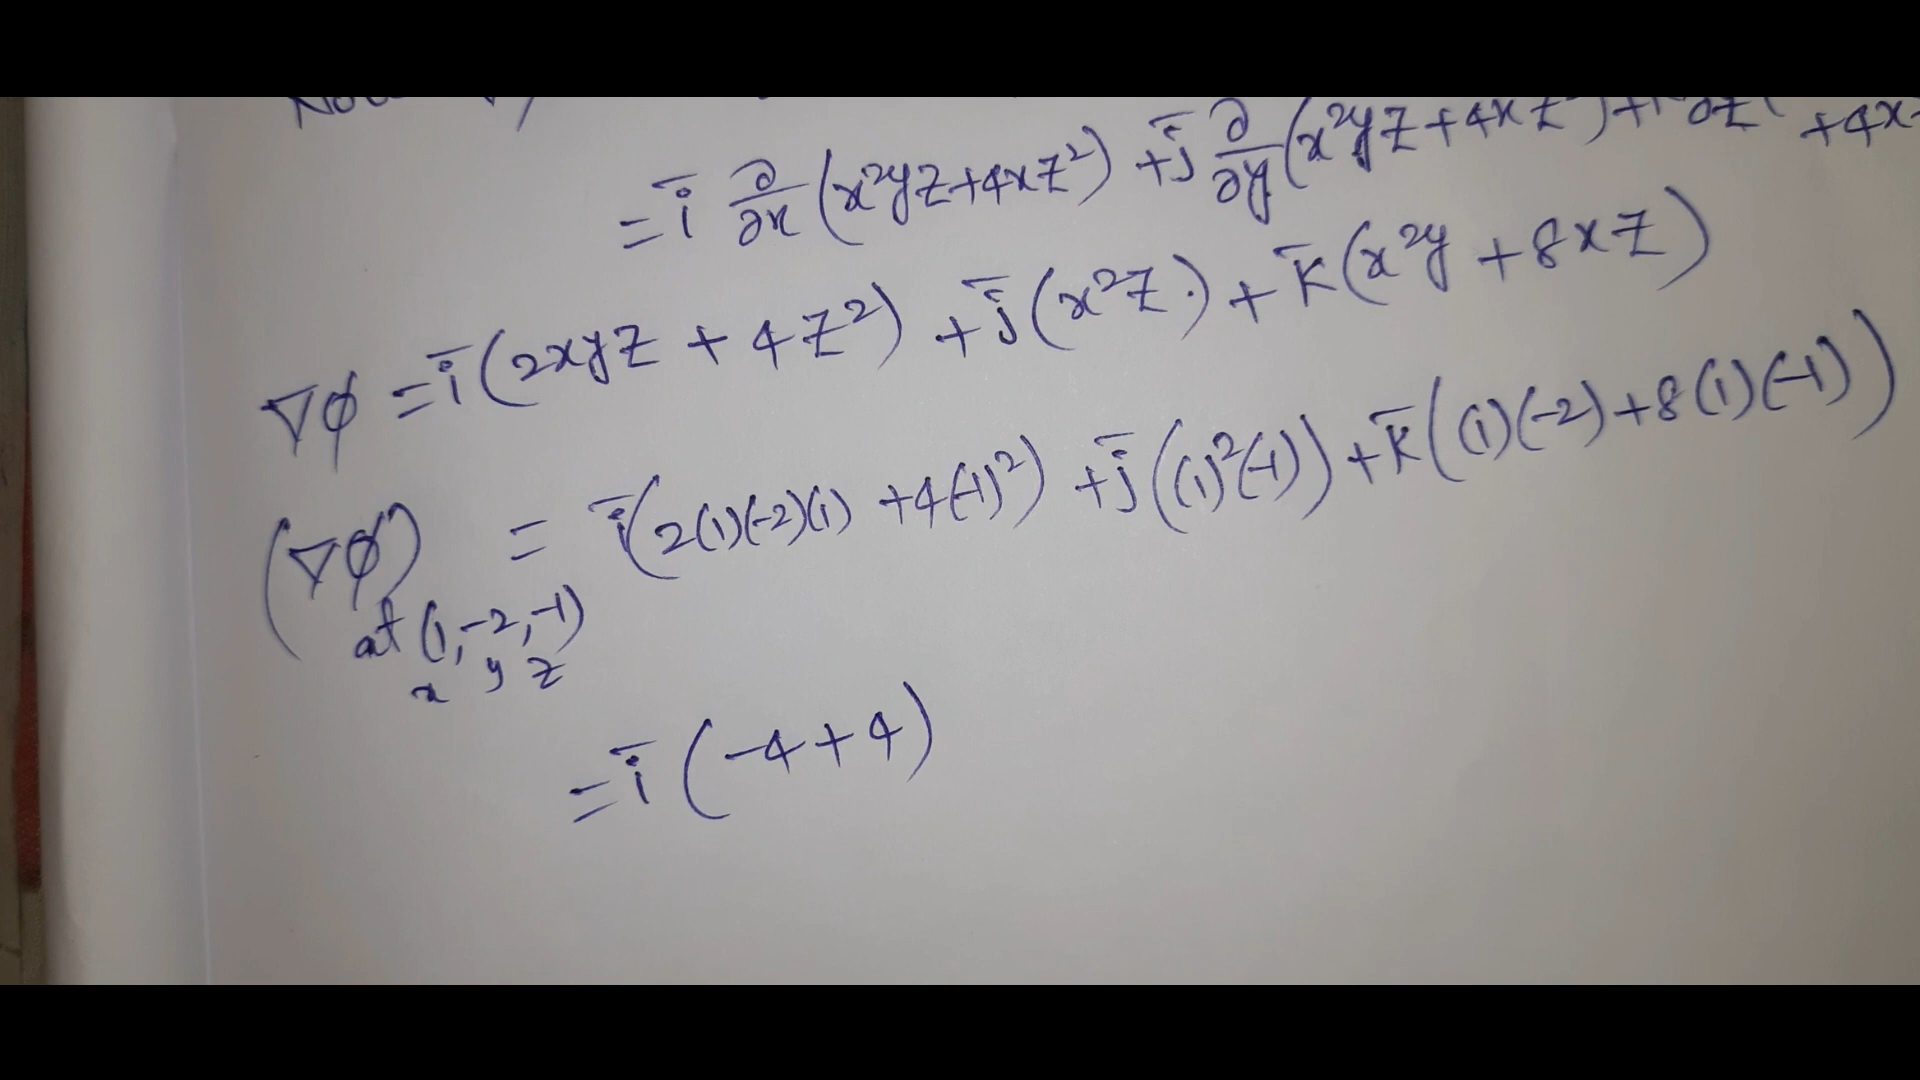 = i̅ ∂/∂x (x²yz+4xz²) + j̅ ∂/∂y (x²yz+4xz²)+ ∂z +4x
∇φ = i̅ (2xyz + 4z²) + j̅ (x²z.) + k̅ (x²y + 8xz)
(∇φ) = i̅ (2(1)(-2)(1) +4(-1)²) + j̅ ((1)²(-1)) + k̅ ((1)(-2)+8(1)(-1))
at (1,-2,-1)
x y z
= i̅ (-4+4)